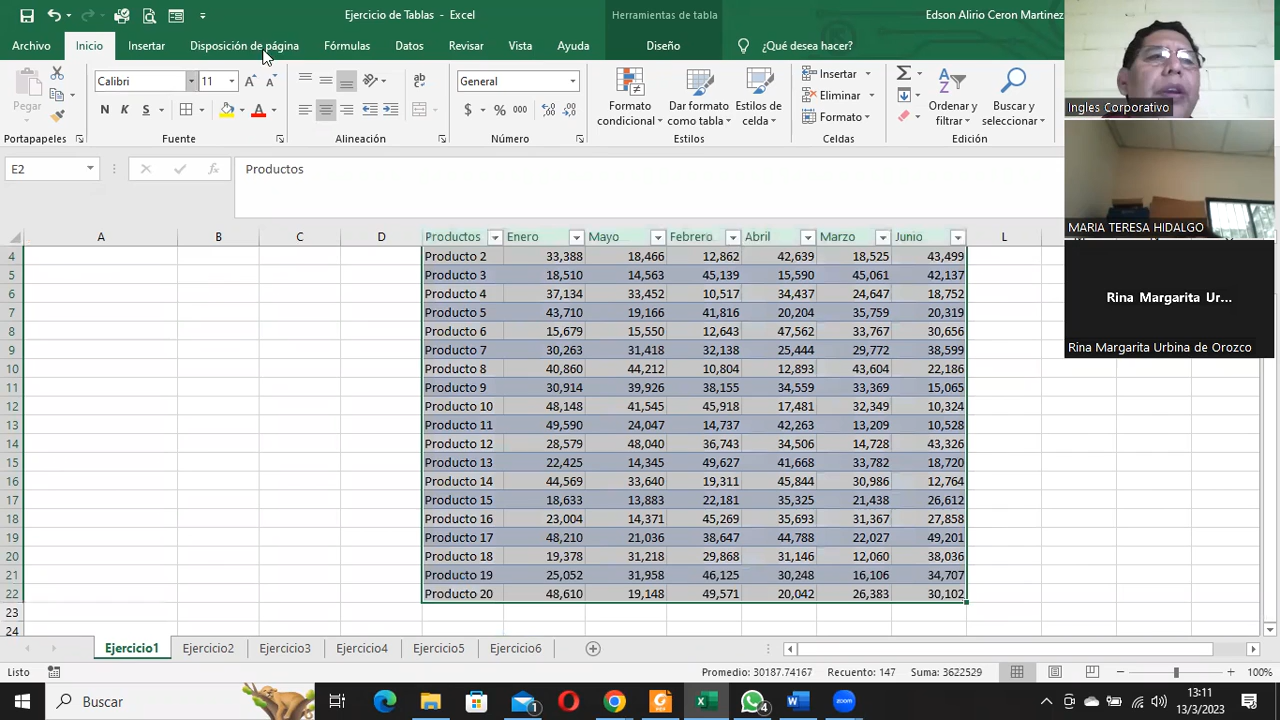 Ejercicio de Tablas - Excel
Herramientas de tabla
Edson Alirio Ceron Martinez
Archivo Inicio Insertar Disposición de página Fórmulas Datos Revisar Vista Ayuda Diseño ¿Qué desea hacer?
Pegar
Calibri 11
N K S
ab
General
$ % 000
Formato condicional
Dar formato como tabla
Estilos de celda
Insertar
Eliminar
Formato
Ordenar y filtrar
Buscar y seleccionar
Portapapeles Fuente Alineación Número Estilos Celdas Edición
Ingles Corporativo
MARIA TERESA HIDALGO
Rina Margarita Ur...
Rina Margarita Urbina de Orozco
E2 fx Productos
A B C D Productos Enero Mayo Febrero Abril Marzo Junio L
4 Producto 2 33,388 18,466 12,862 42,639 18,525 43,499
5 Producto 3 18,510 14,563 45,139 15,590 45,061 42,137
6 Producto 4 37,134 33,452 10,517 34,437 24,647 18,752
7 Producto 5 43,710 19,166 41,816 20,204 35,759 20,319
8 Producto 6 15,679 15,550 12,643 47,562 33,767 30,656
9 Producto 7 30,263 31,418 32,138 25,444 29,772 38,599
10 Producto 8 40,860 44,212 10,804 12,893 43,604 22,186
11 Producto 9 30,914 39,926 38,155 34,559 33,369 15,065
12 Producto 10 48,148 41,545 45,918 17,481 32,349 10,324
13 Producto 11 49,590 24,047 14,737 42,263 13,209 10,528
14 Producto 12 28,579 48,040 36,743 34,506 14,728 43,326
15 Producto 13 22,425 14,345 49,627 41,668 33,782 18,720
16 Producto 14 44,569 33,640 19,311 45,844 30,986 12,764
17 Producto 15 18,633 13,883 22,181 35,325 21,438 26,612
18 Producto 16 23,004 14,371 45,269 35,693 31,367 27,858
19 Producto 17 48,210 21,036 38,647 44,788 22,027 49,201
20 Producto 18 19,378 31,218 29,868 31,146 12,060 38,036
21 Producto 19 25,052 31,958 46,125 30,248 16,106 34,707
22 Producto 20 48,610 19,148 49,571 20,042 26,383 30,102
23
24
Ejercicio1 Ejercicio2 Ejercicio3 Ejercicio4 Ejercicio5 Ejercicio6
Listo Promedio: 30187.74167 Recuento: 147 Suma: 3622529 100%
Buscar
1
4
zoom
13:11
13/3/2023